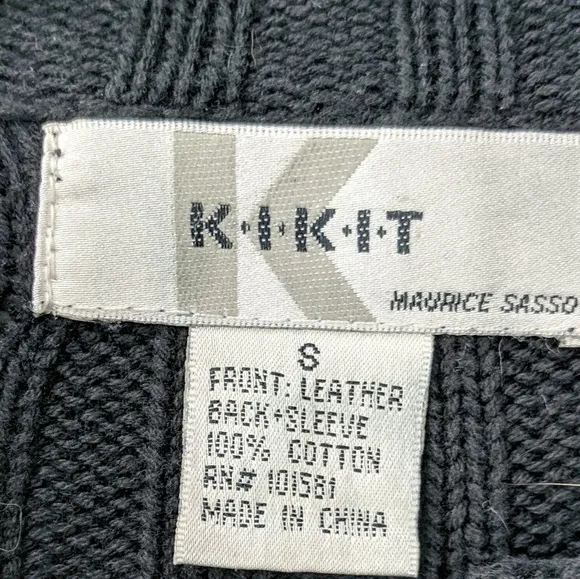 K·I·K·I·T
MAURICE SASSO
S
FRONT: LEATHER
BACK+SLEEVE
100% COTTON
RN# 101581
MADE IN CHINA